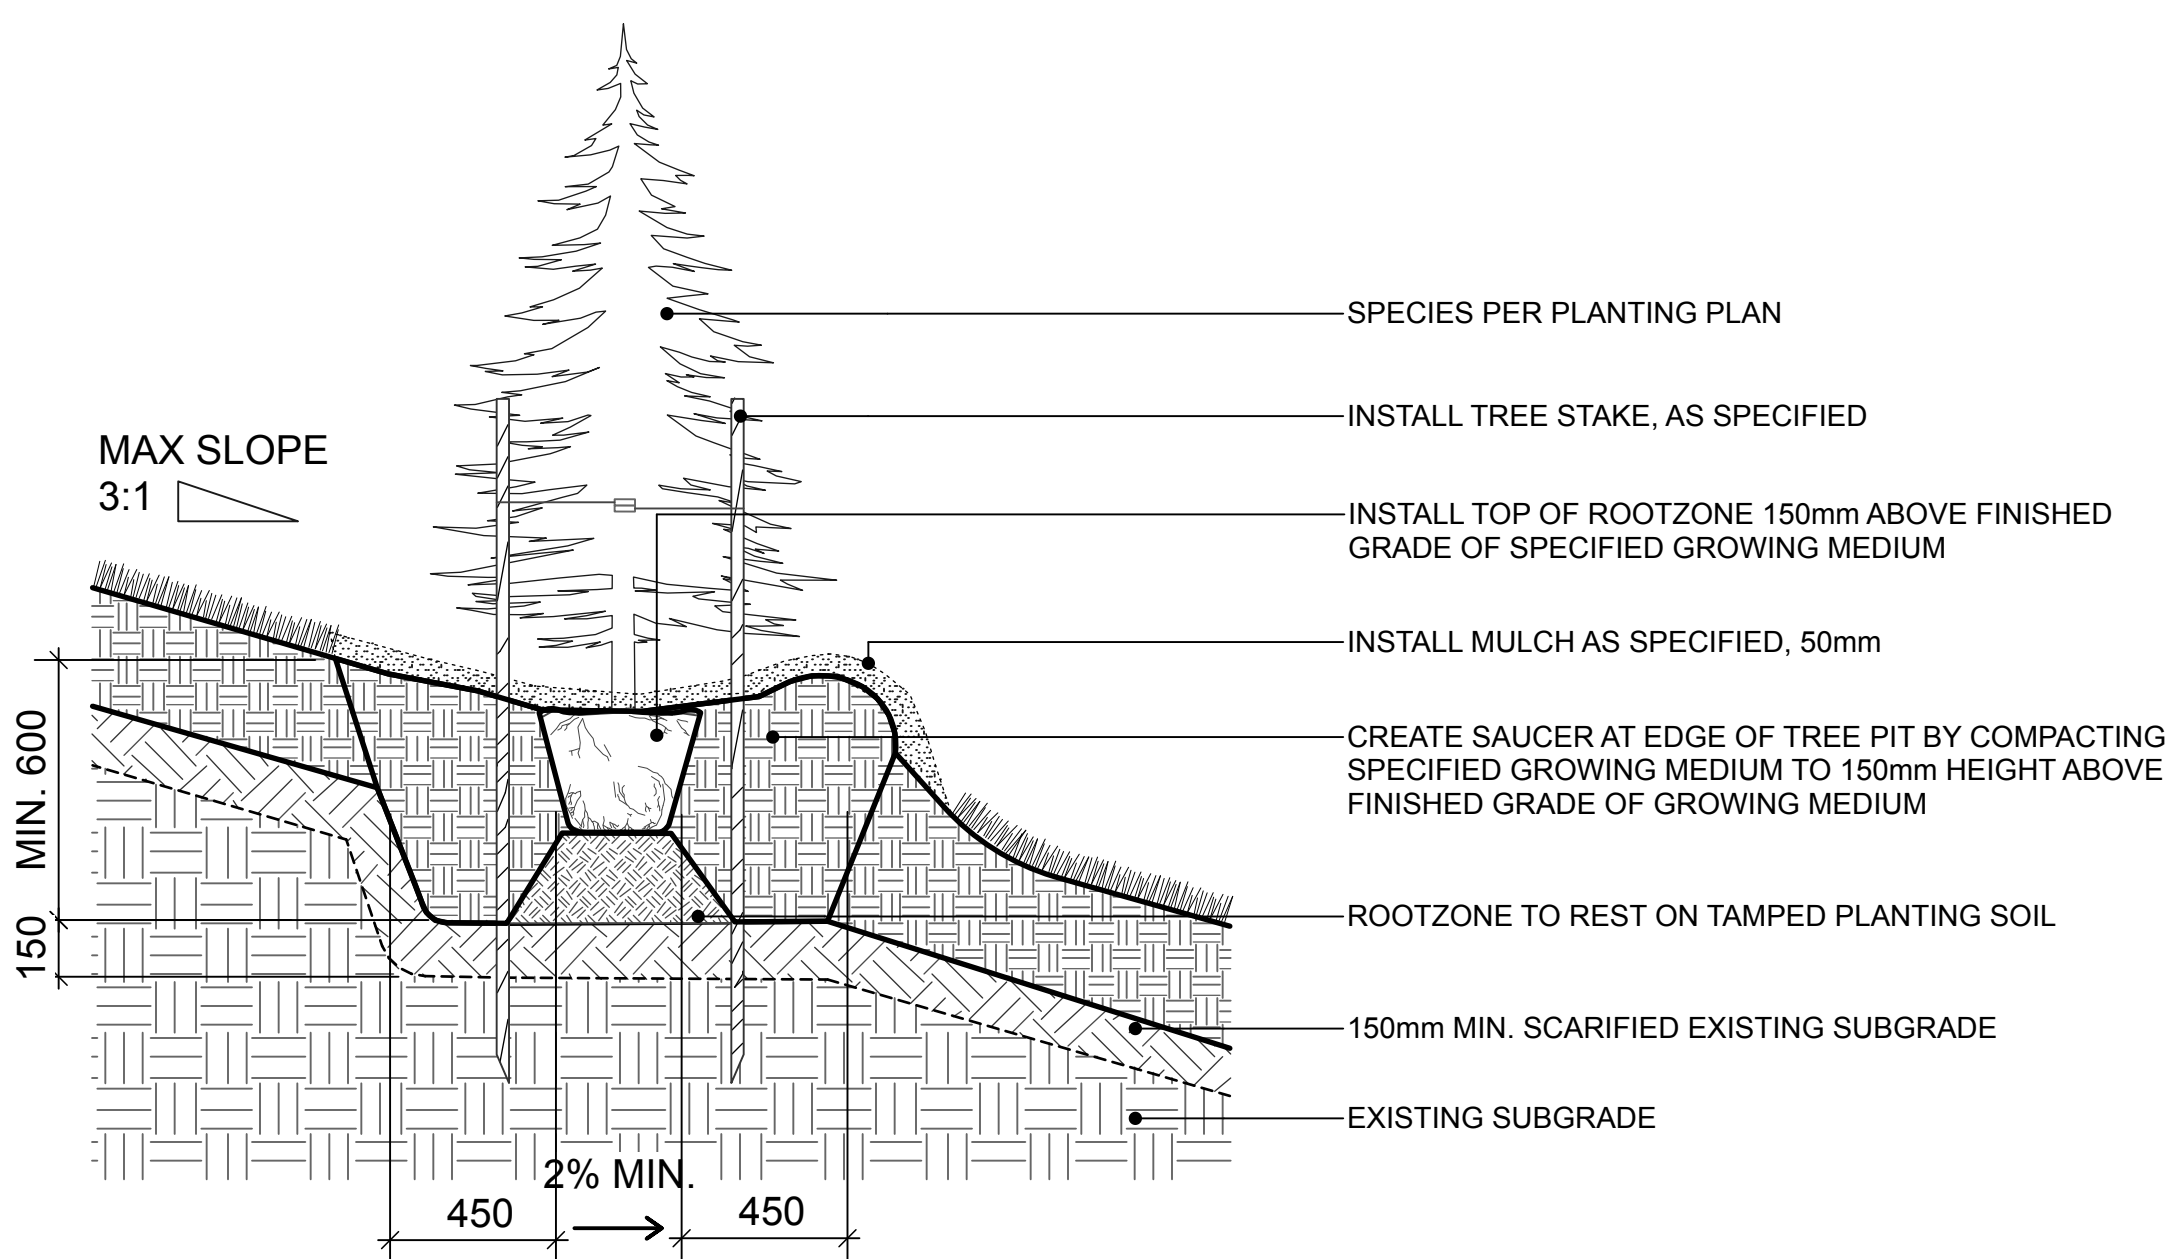 SPECIES PER PLANTING PLAN
INSTALL TREE STAKE, AS SPECIFIED
MAX SLOPE
3:1
INSTALL TOP OF ROOTZONE 150mm ABOVE FINISHED
GRADE OF SPECIFIED GROWING MEDIUM
INSTALL MULCH AS SPECIFIED, 50mm
MIN. 600
CREATE SAUCER AT EDGE OF TREE PIT BY COMPACTING
SPECIFIED GROWING MEDIUM TO 150mm HEIGHT ABOVE
FINISHED GRADE OF GROWING MEDIUM
150
ROOTZONE TO REST ON TAMPED PLANTING SOIL
150mm MIN. SCARIFIED EXISTING SUBGRADE
EXISTING SUBGRADE
2% MIN.
450
450